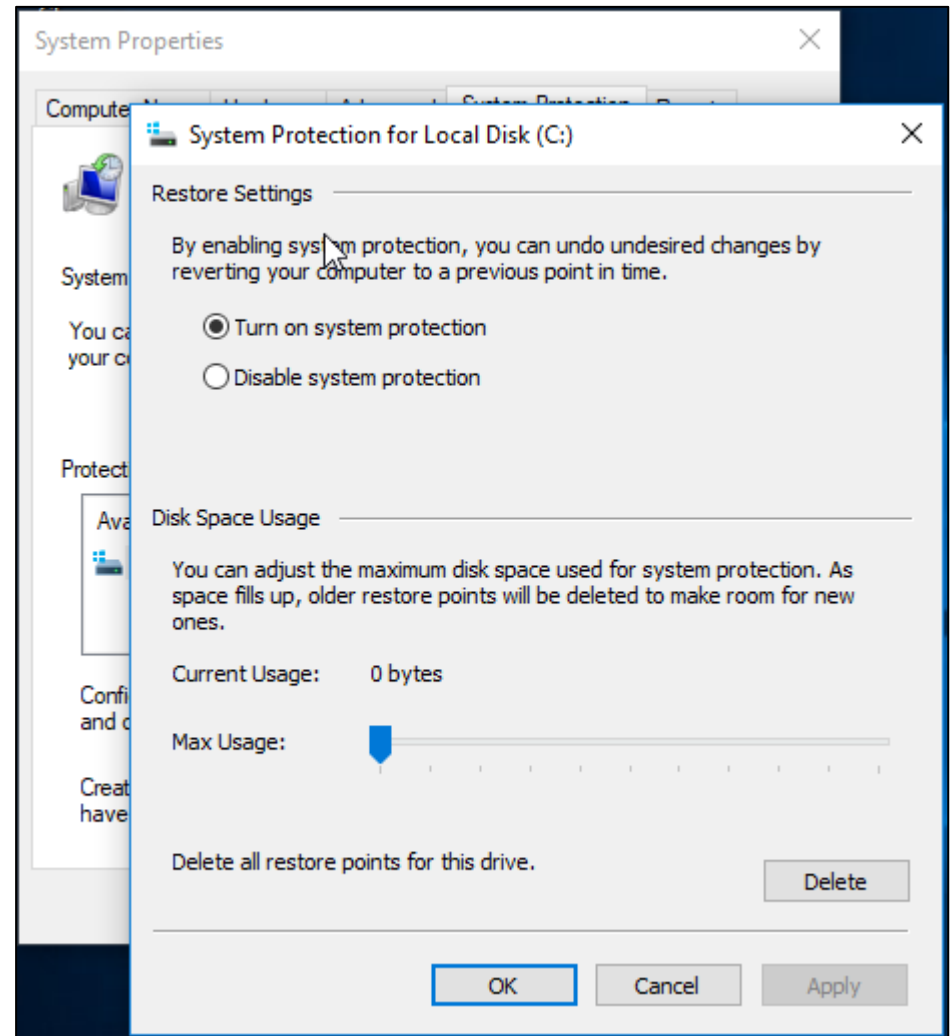 System Properties
Compute
System Protection for Local Disk (C:)
Restore Settings
By enabling system protection, you can undo undesired changes by
reverting your computer to a previous point in time.
System
You ca
your co
Turn on system protection
Disable system protection
Protect
Ava
Disk Space Usage
You can adjust the maximum disk space used for system protection. As
space fills up, older restore points will be deleted to make room for new
ones.
Current Usage: 0 bytes
Confi
and c
Max Usage:
Creat
have
Delete all restore points for this drive.
Delete
OK Cancel Apply